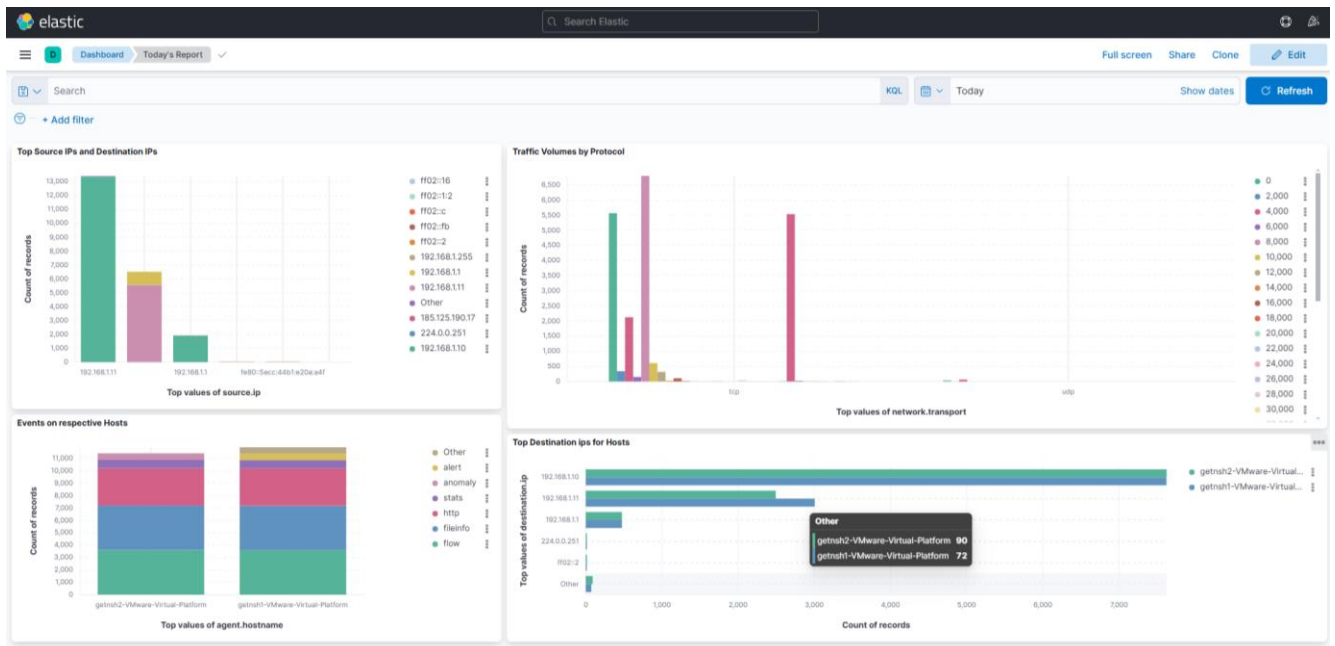 elastic
Search Elastic
D
Dashboard
Today's Report
Full screen
Share
Clone
Edit
Search
KQL
Today
Show dates
Refresh
+ Add filter
Top Source IPs and Destination IPs
13,000
12,000
11,000
10,000
9,000
8,000
7,000
6,000
5,000
4,000
3,000
2,000
1,000
0
Count of records
192.168.1.11
192.168.1.1
fe80::5ecc:44b1:e20a:a4f
Top values of source.ip
ff02::16
ff02::1:2
ff02::c
ff02::fb
ff02::2
192.168.1.255
192.168.1.1
192.168.1.11
Other
185.125.190.17
224.0.0.251
192.168.1.10
Traffic Volumes by Protocol
6,500
6,000
5,500
5,000
4,500
4,000
3,500
3,000
2,500
2,000
1,500
1,000
500
0
Count of records
tcp
udp
Top values of network.transport
0
2,000
4,000
6,000
8,000
10,000
12,000
14,000
16,000
18,000
20,000
22,000
24,000
26,000
28,000
30,000
Events on respective Hosts
11,000
10,000
9,000
8,000
7,000
6,000
5,000
4,000
3,000
2,000
1,000
0
Count of records
getnsh2-VMware-Virtual-Platform
getnsh1-VMware-Virtual-Platform
Top values of agent.hostname
Other
alert
anomaly
stats
http
fileinfo
flow
Top Destination ips for Hosts
Top values of destination.ip
192.168.1.10
192.168.1.11
192.168.1.1
224.0.0.251
ff02::2
Other
0
1,000
2,000
3,000
4,000
5,000
6,000
7,000
Count of records
Other
getnsh2-VMware-Virtual-Platform 90
getnsh1-VMware-Virtual-Platform 72
getnsh2-VMware-Virtual...
getnsh1-VMware-Virtual...